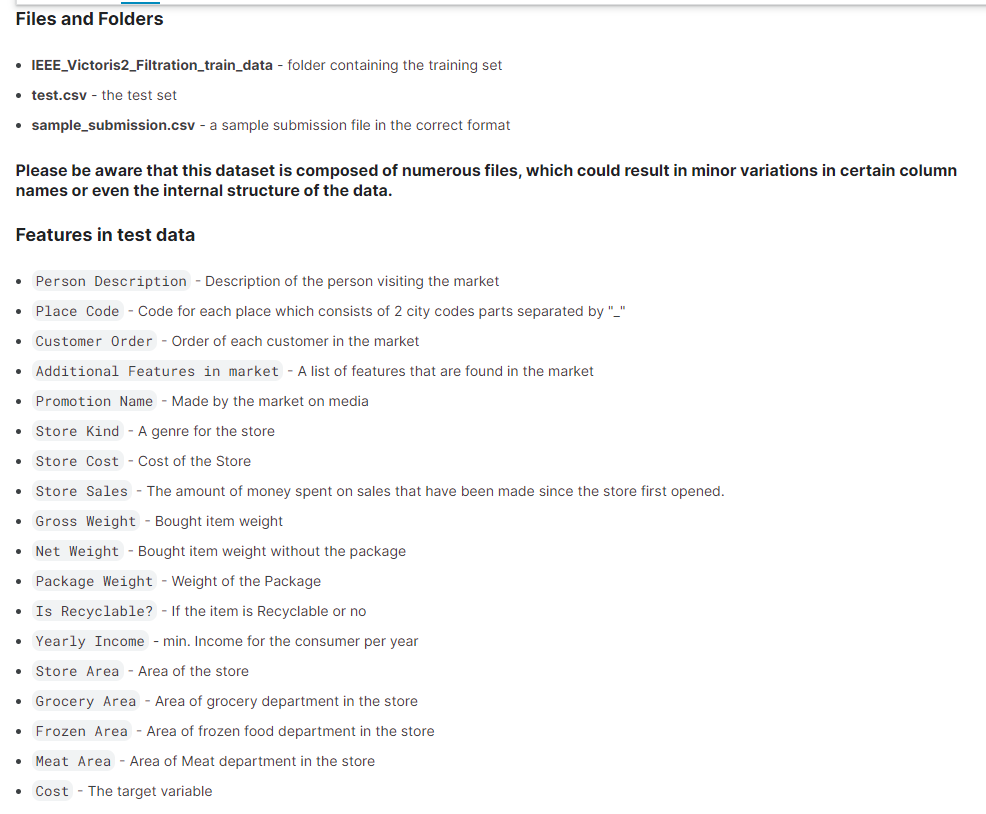 Files and Folders
IEEE_Victoris2_Filtration_train_data - folder containing the training set
test.csv - the test set
sample_submission.csv - a sample submission file in the correct format
Please be aware that this dataset is composed of numerous files, which could result in minor variations in certain column
names or even the internal structure of the data.
Features in test data
Person Description - Description of the person visiting the market
Place Code - Code for each place which consists of 2 city codes parts separated by "_"
Customer Order - Order of each customer in the market
Additional Features in market - A list of features that are found in the market
Promotion Name - Made by the market on media
Store Kind - A genre for the store
Store Cost - Cost of the Store
Store Sales - The amount of money spent on sales that have been made since the store first opened.
Gross Weight - Bought item weight
Net Weight - Bought item weight without the package
Package Weight - Weight of the Package
Is Recyclable? - If the item is Recyclable or no
Yearly Income - min. Income for the consumer per year
Store Area - Area of the store
Grocery Area - Area of grocery department in the store
Frozen Area - Area of frozen food department in the store
Meat Area - Area of Meat department in the store
Cost - The target variable